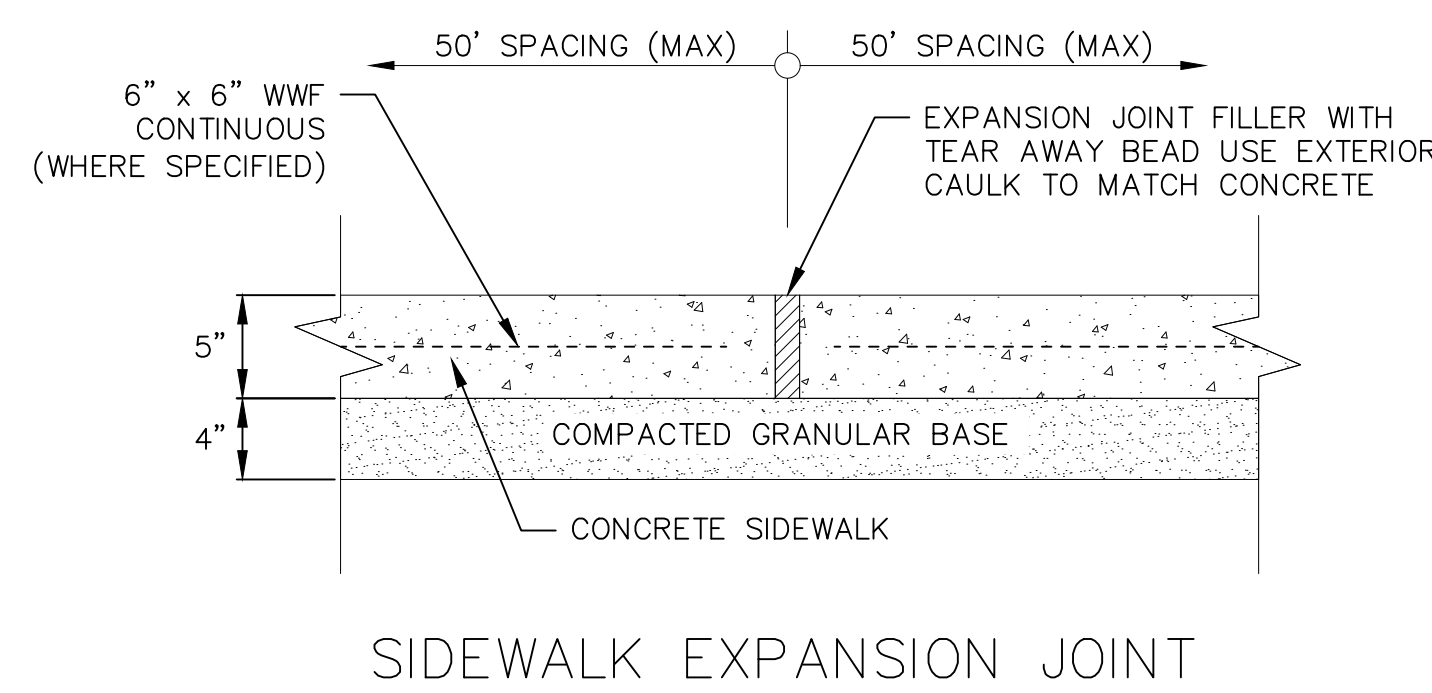 50’ SPACING (MAX)
50’ SPACING (MAX)
6” x 6” WWF
CONTINUOUS
(WHERE SPECIFIED)
EXPANSION JOINT FILLER WITH
TEAR AWAY BEAD USE EXTERIOR
CAULK TO MATCH CONCRETE
5”
4”
COMPACTED GRANULAR BASE
CONCRETE SIDEWALK
SIDEWALK EXPANSION JOINT